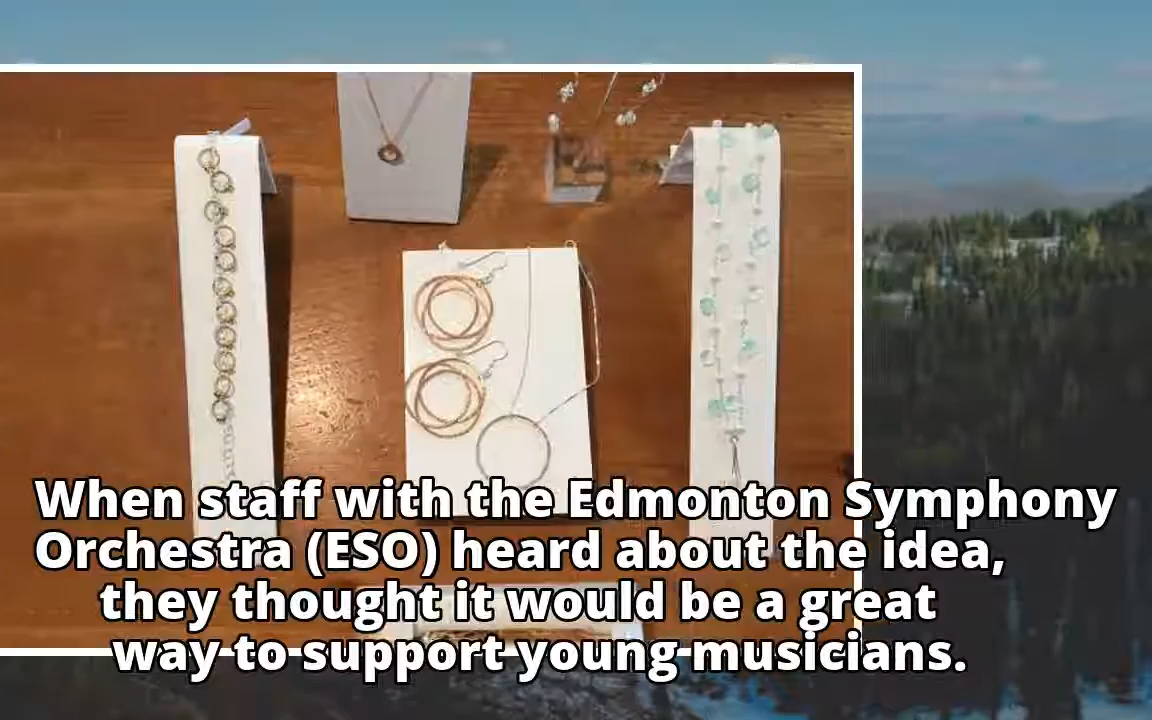 When staff with the Edmonton Symphony
Orchestra (ESO) heard about the idea,
they thought it would be a great
way to support young musicians.